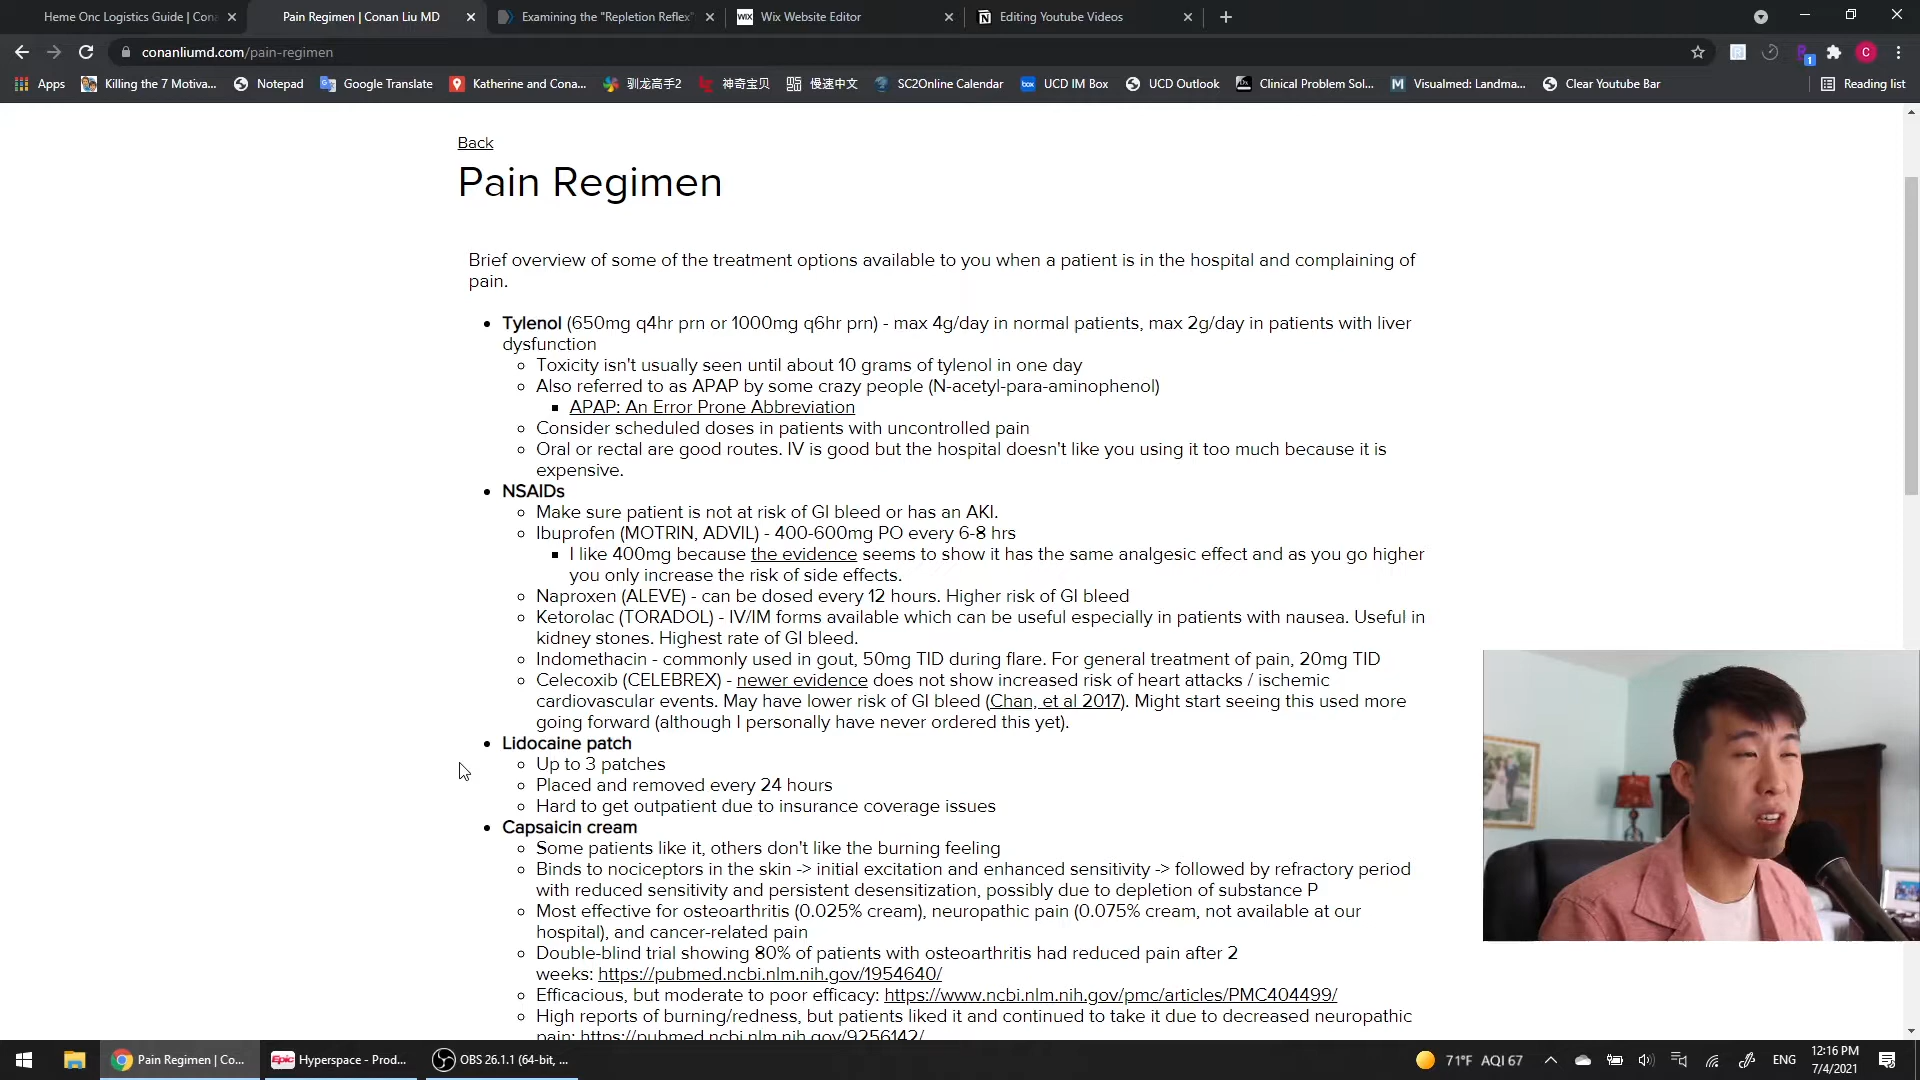 Heme Onc Logistics Guide | Cona
Pain Regimen | Conan Liu MD
Examining the "Repletion Reflex"
WiX Wix Website Editor
Editing Youtube Videos
conanliumd.com/pain-regimen
Apps
Killing the 7 Motiva...
Notepad
Google Translate
Katherine and Cona...
驯龙高手2
神奇宝贝
慢速中文
SC2Online Calendar
box UCD IM Box
UCD Outlook
Clinical Problem Sol...
M Visualmed: Landma...
Clear Youtube Bar
Reading list
Back
Pain Regimen
Brief overview of some of the treatment options available to you when a patient is in the hospital and complaining of
pain.
Tylenol (650mg q4hr prn or 1000mg q6hr prn) - max 4g/day in normal patients, max 2g/day in patients with liver
dysfunction
Toxicity isn't usually seen until about 10 grams of tylenol in one day
Also referred to as APAP by some crazy people (N-acetyl-para-aminophenol)
APAP: An Error Prone Abbreviation
Consider scheduled doses in patients with uncontrolled pain
Oral or rectal are good routes. IV is good but the hospital doesn't like you using it too much because it is
expensive.
NSAIDs
Make sure patient is not at risk of GI bleed or has an AKI.
Ibuprofen (MOTRIN, ADVIL) - 400-600mg PO every 6-8 hrs
I like 400mg because the evidence seems to show it has the same analgesic effect and as you go higher
you only increase the risk of side effects.
Naproxen (ALEVE) - can be dosed every 12 hours. Higher risk of GI bleed
Ketorolac (TORADOL) - IV/IM forms available which can be useful especially in patients with nausea. Useful in
kidney stones. Highest rate of GI bleed.
Indomethacin - commonly used in gout, 50mg TID during flare. For general treatment of pain, 20mg TID
Celecoxib (CELEBREX) - newer evidence does not show increased risk of heart attacks / ischemic
cardiovascular events. May have lower risk of GI bleed (Chan, et al 2017). Might start seeing this used more
going forward (although I personally have never ordered this yet).
Lidocaine patch
Up to 3 patches
Placed and removed every 24 hours
Hard to get outpatient due to insurance coverage issues
Capsaicin cream
Some patients like it, others don't like the burning feeling
Binds to nociceptors in the skin -> initial excitation and enhanced sensitivity -> followed by refractory period
with reduced sensitivity and persistent desensitization, possibly due to depletion of substance P
Most effective for osteoarthritis (0.025% cream), neuropathic pain (0.075% cream, not available at our
hospital), and cancer-related pain
Double-blind trial showing 80% of patients with osteoarthritis had reduced pain after 2
weeks: https://pubmed.ncbi.nlm.nih.gov/1954640/
Efficacious, but moderate to poor efficacy: https://www.ncbi.nlm.nih.gov/pmc/articles/PMC404499/
High reports of burning/redness, but patients liked it and continued to take it due to decreased neuropathic
pain: https://pubmed.ncbi.nlm.nih.gov/9256142/
Pain Regimen | Co...
Epic Hyperspace - Prod...
OBS 26.1.1 (64-bit, ...
71°F AQI 67
ENG
12:16 PM
7/4/2021